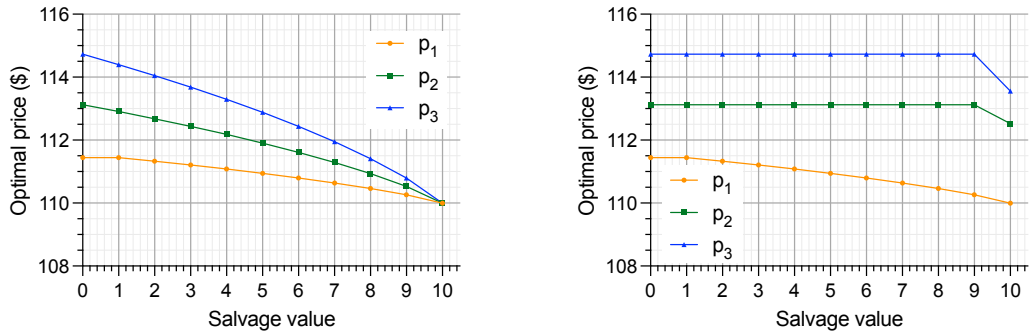 Optimal price ($)
116
114
112
110
108
p1
p2
p3
0 1 2 3 4 5 6 7 8 9 10
Salvage value
Optimal price ($)
116
114
112
110
108
p1
p2
p3
0 1 2 3 4 5 6 7 8 9 10
Salvage value